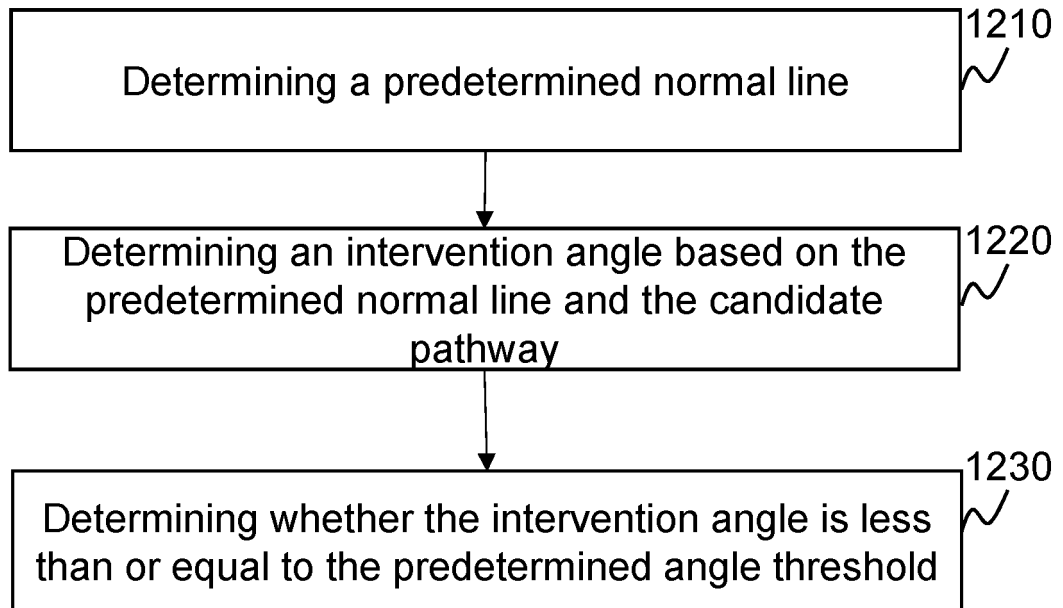 1210
Determining a predetermined normal line
1220
Determining an intervention angle based on the
predetermined normal line and the candidate
pathway
1230
Determining whether the intervention angle is less
than or equal to the predetermined angle threshold